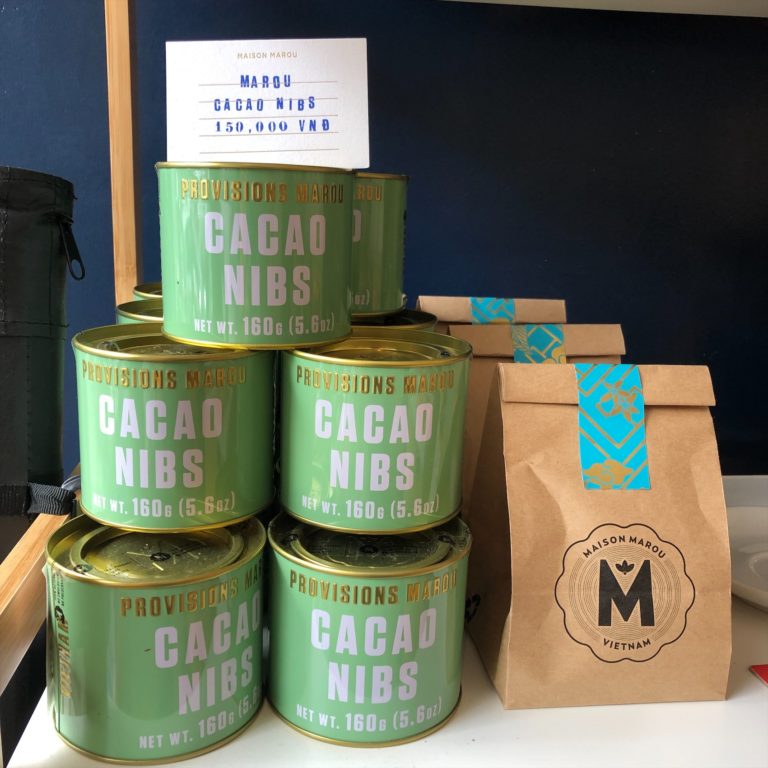 MAISON MAROU
MAROU
CACAO NIBS
150,000 VNĐ
PROVISIONS MAROU
CACAO
NIBS
NET WT. 160G (5.6OZ)
PROVISIONS MAROU
CACAO
NIBS
NET WT. 160G (5.6OZ)
PROVISIONS MAROU
CACAO
NIBS
NET WT. 160G (5.6OZ)
PROVISIONS MAR
CACAO
NIBS
NET WT. 160G (5.6
PROVISIONS MAROU
CACAO
NIBS
NET WT. 160G (5.6OZ)
MAISON MAROU
M
VIETNAM